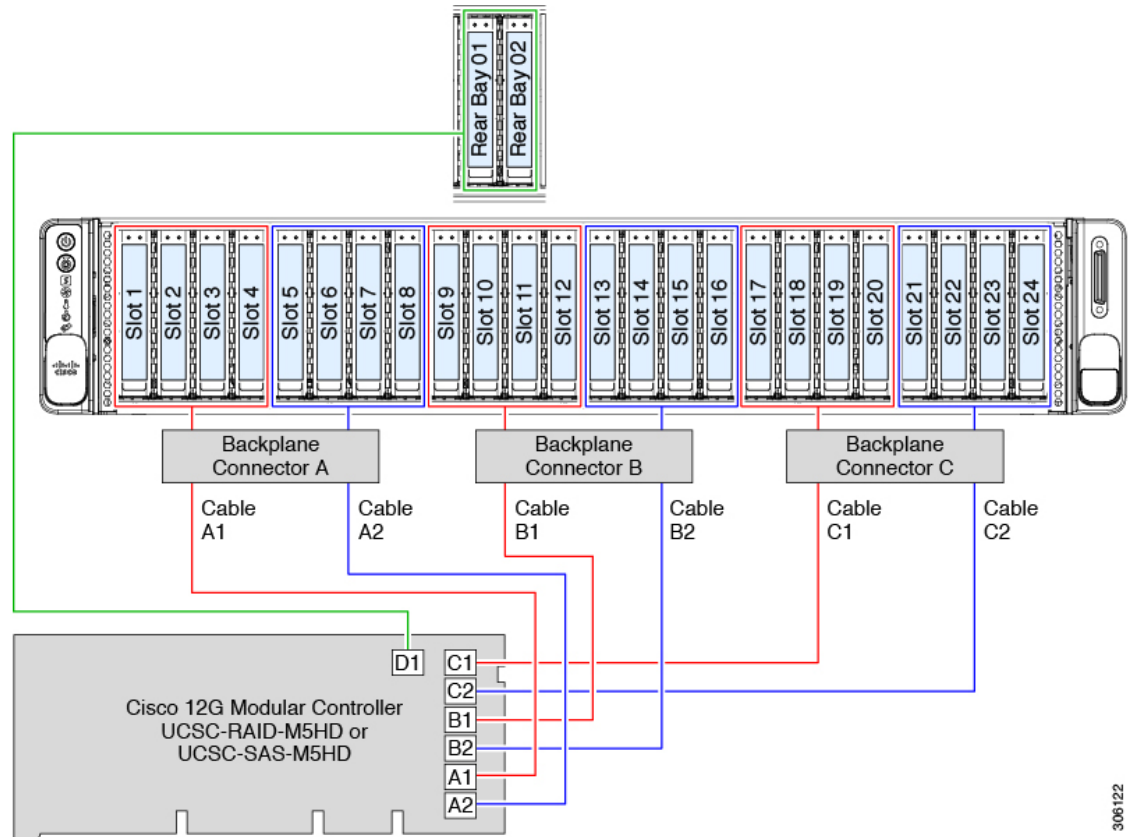 Rear Bay 01
Rear Bay 02
Slot 1
Slot 2
Slot 3
Slot 4
Slot 5
Slot 6
Slot 7
Slot 8
Slot 9
Slot 10
Slot 11
Slot 12
Slot 13
Slot 14
Slot 15
Slot 16
Slot 17
Slot 18
Slot 19
Slot 20
Slot 21
Slot 22
Slot 23
Slot 24
CISCO
Backplane
Connector A
Backplane
Connector B
Backplane
Connector C
Cable
A1
Cable
A2
Cable
B1
Cable
B2
Cable
C1
Cable
C2
D1
C1
C2
B1
B2
A1
A2
Cisco 12G Modular Controller
UCSC-RAID-M5HD or
UCSC-SAS-M5HD
306122